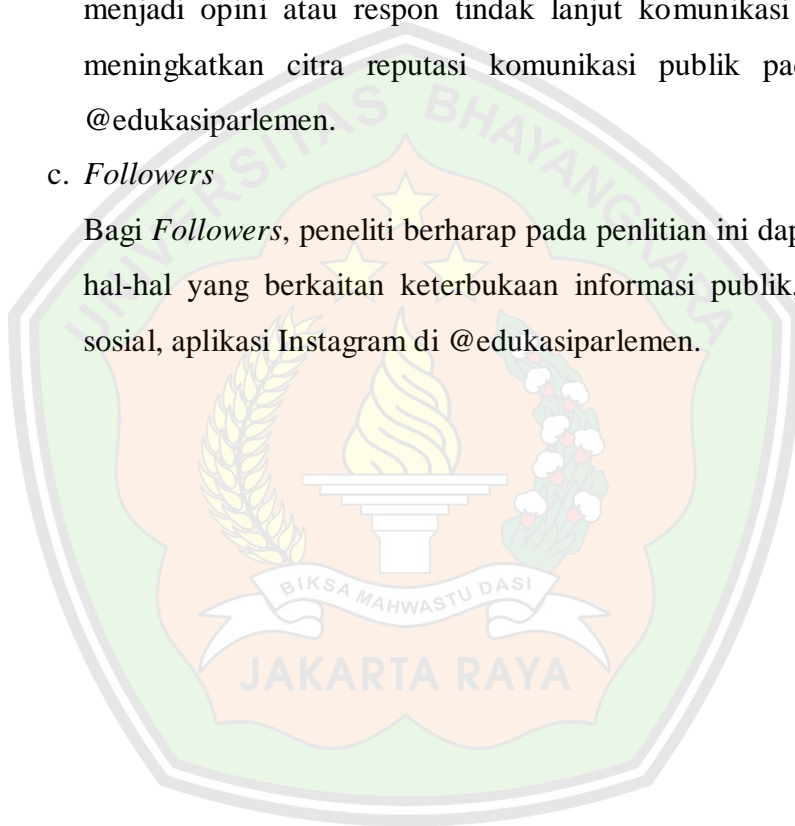 menjadi opini atau respon tindak lanjut komunikasi
meningkatkan citra reputasi komunikasi publik
@edukasiparlemen.
c. Followers
Bagi Followers, peneliti berharap pada penlitian ini
hal-hal yang berkaitan keterbukaan informasi publik,
sosial, aplikasi Instagram di @edukasiparlemen.
UNIVERSITAS BHAYANGKARA
BIKSA MAHWASTU DASI
JAKARTA RAYA